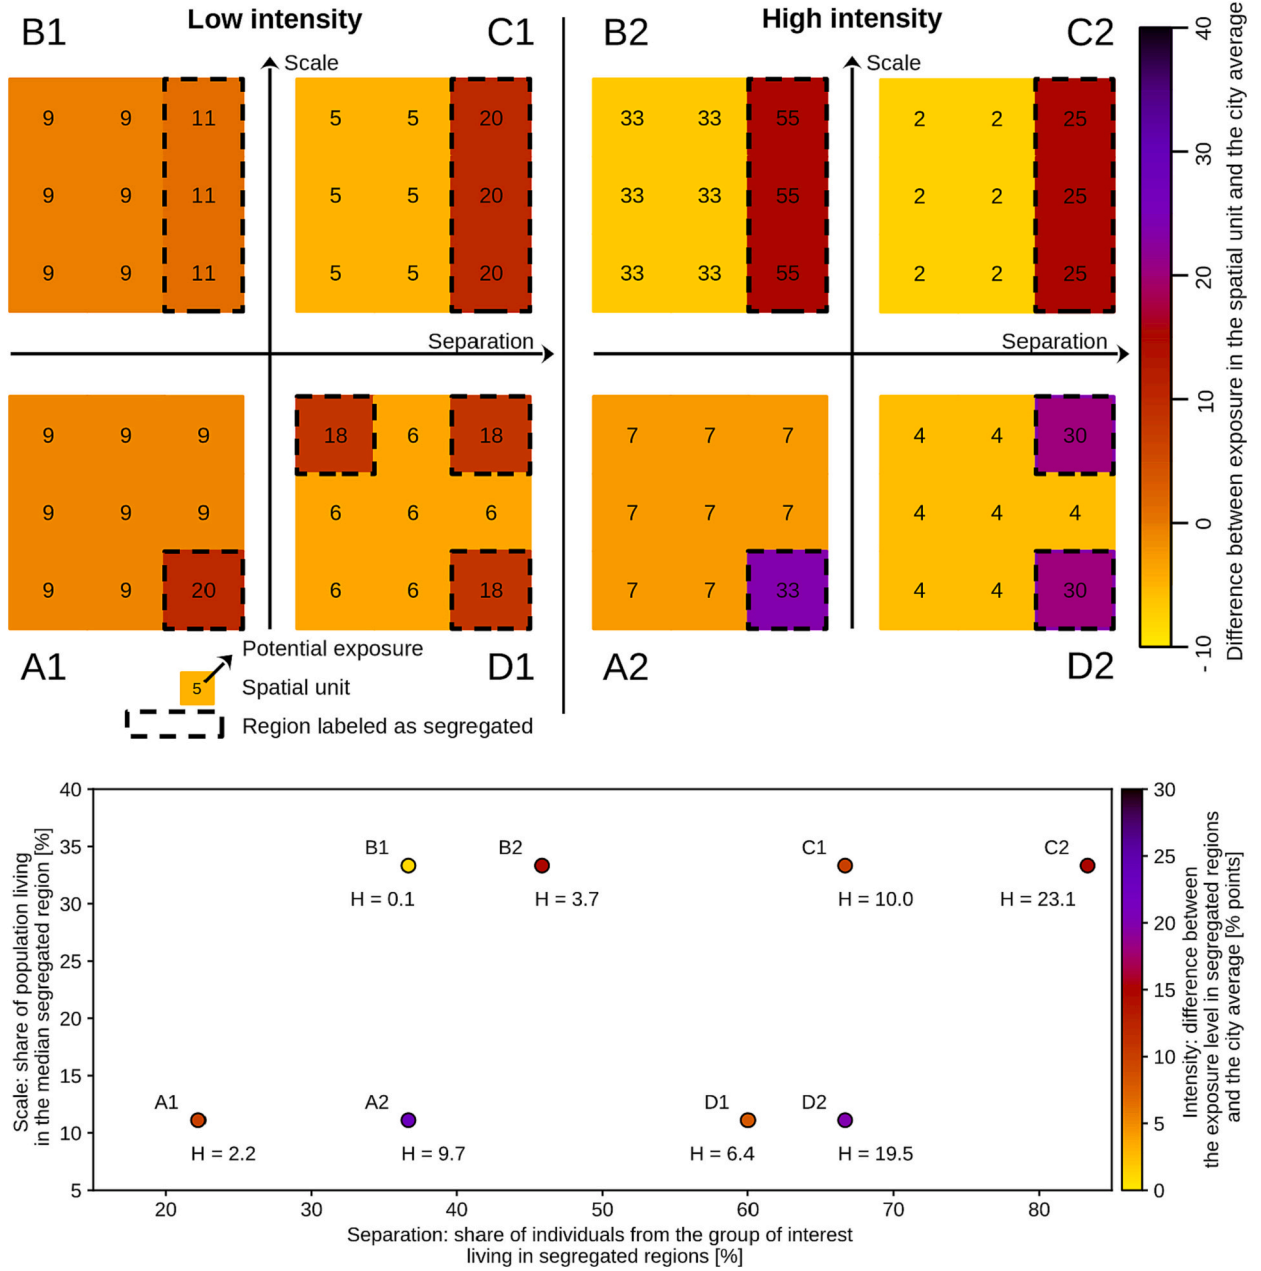 Low intensity
High intensity
B1
C1
B2
C2
Scale
Scale
9 9 11
5 5 20
33 33 55
2 2 25
9 9 11
5 5 20
33 33 55
2 2 25
9 9 11
5 5 20
33 33 55
2 2 25
Separation
Separation
9 9 9
18 6 18
7 7 7
4 4 30
9 9 9
6 6 6
7 7 7
4 4 4
9 9 20
6 6 18
7 7 33
4 4 30
A1
D1
A2
D2
Potential exposure
5
Spatial unit
Region labeled as segregated
40
30
20
10
0
- 10
Difference between exposure in the spatial unit and the city average
40
35
30
25
20
15
10
5
Scale: share of population living
in the median segregated region [%]
B1
H = 0.1
B2
H = 3.7
C1
H = 10.0
C2
H = 23.1
A1
H = 2.2
A2
H = 9.7
D1
H = 6.4
D2
H = 19.5
20 30 40 50 60 70 80
Separation: share of individuals from the group of interest
living in segregated regions [%]
30
25
20
15
10
5
0
Intensity: difference between
the exposure level in segregated regions
and the city average [% points]